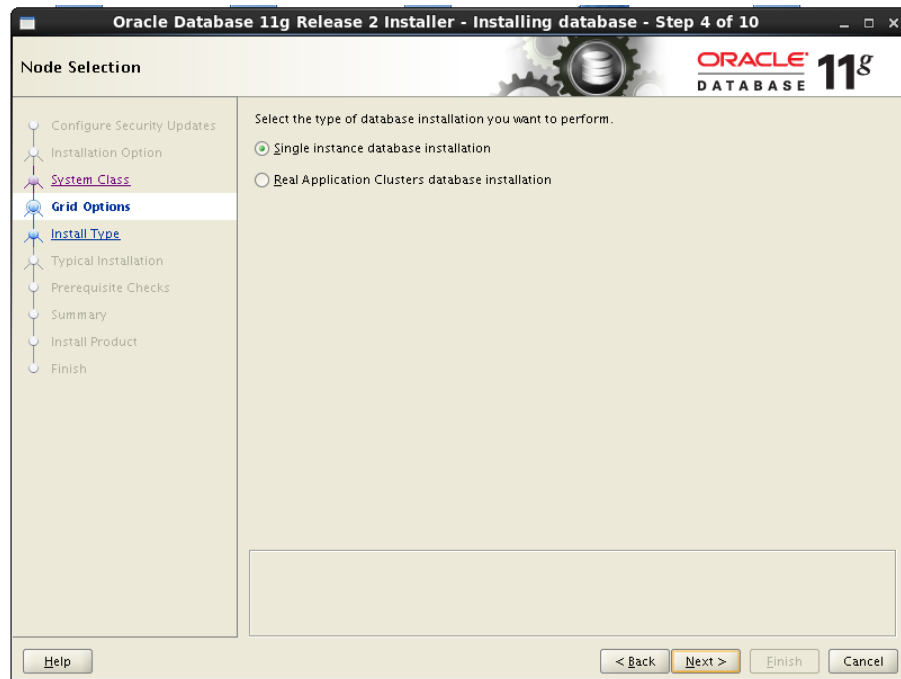 Oracle Database 11g Release 2 Installer - Installing database - Step 4 of 10
Node Selection
ORACLE
DATABASE
11g
Configure Security Updates
Installation Option
System Class
Grid Options
Install Type
Typical Installation
Prerequisite Checks
Summary
Install Product
Finish
Select the type of database installation you want to perform.
Single instance database installation
Real Application Clusters database installation
Help
< Back
Next >
Finish
Cancel